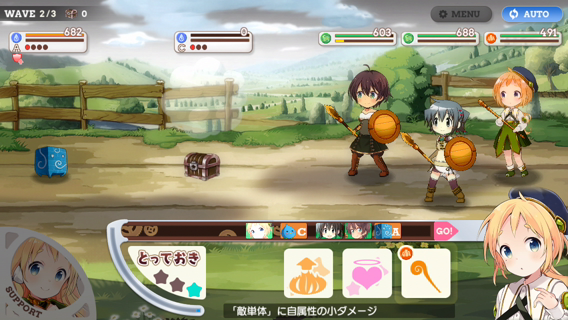 WAVE 2/3 0
MENU
AUTO
682
A
0
C
603
688
491
C
A
GO!
とっておき
SUPPORT
「敵単体」に自属性の小ダメージ